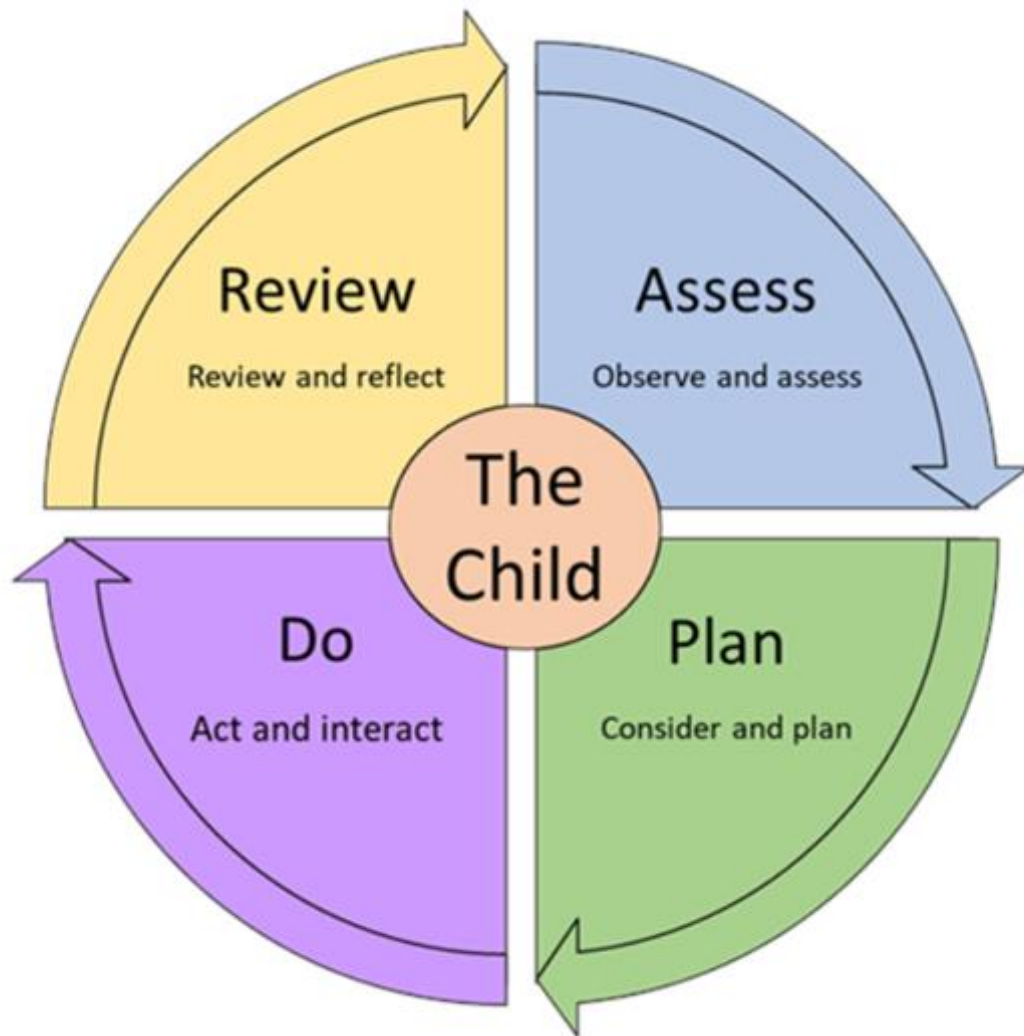 Review
Review and reflect
Assess
Observe and assess
The
Child
Do
Act and interact
Plan
Consider and plan